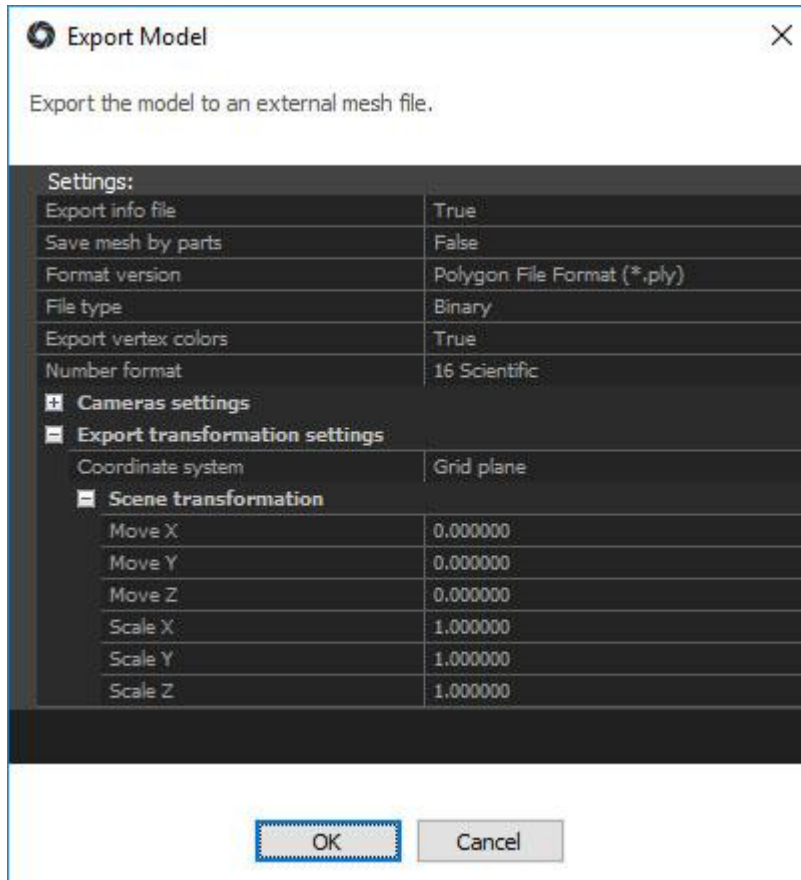 Export Model
Export the model to an external mesh file.
Settings:
Export info file True
Save mesh by parts False
Format version Polygon File Format (*.ply)
File type Binary
Export vertex colors True
Number format 16 Scientific
Cameras settings
Export transformation settings
Coordinate system Grid plane
Scene transformation
Move X 0.000000
Move Y 0.000000
Move Z 0.000000
Scale X 1.000000
Scale Y 1.000000
Scale Z 1.000000
OK Cancel